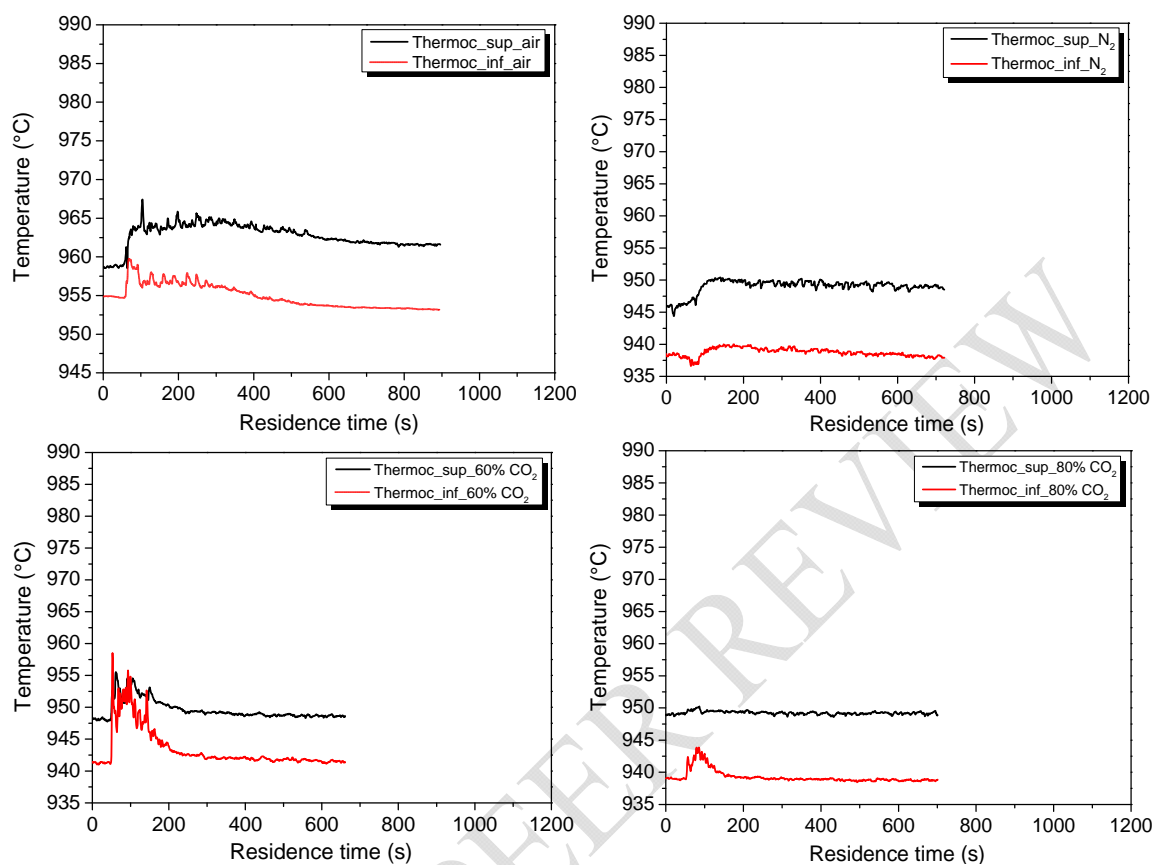 990
985
980
975
970
965
960
955
950
945
Temperature (°C)
0 200 400 600 800 1000 1200
Residence time (s)
Thermoc_sup_air
Thermoc_inf_air
990
985
980
975
970
965
960
955
950
945
940
935
Temperature (°C)
0 200 400 600 800 1000 1200
Residence time (s)
Thermoc_sup_N₂
Thermoc_inf_N₂
990
985
980
975
970
965
960
955
950
945
940
935
Temperature (°C)
0 200 400 600 800 1000 1200
Residence time (s)
Thermoc_sup_60% CO₂
Thermoc_inf_60% CO₂
990
985
980
975
970
965
960
955
950
945
940
935
Temperature (°C)
0 200 400 600 800 1000 1200
Residence time (s)
Thermoc_sup_80% CO₂
Thermoc_inf_80% CO₂
EER REVIEW